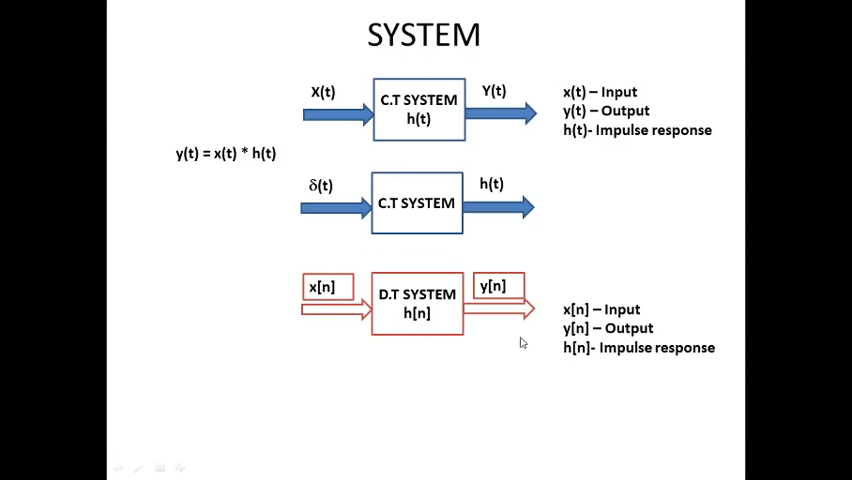 SYSTEM
X(t)
C.T SYSTEM
h(t)
Y(t)
x(t) – Input
y(t) – Output
h(t)- Impulse response
y(t) = x(t) * h(t)
δ(t)
C.T SYSTEM
h(t)
x[n]
D.T SYSTEM
h[n]
y[n]
x[n] – Input
y[n] – Output
h[n]- Impulse response